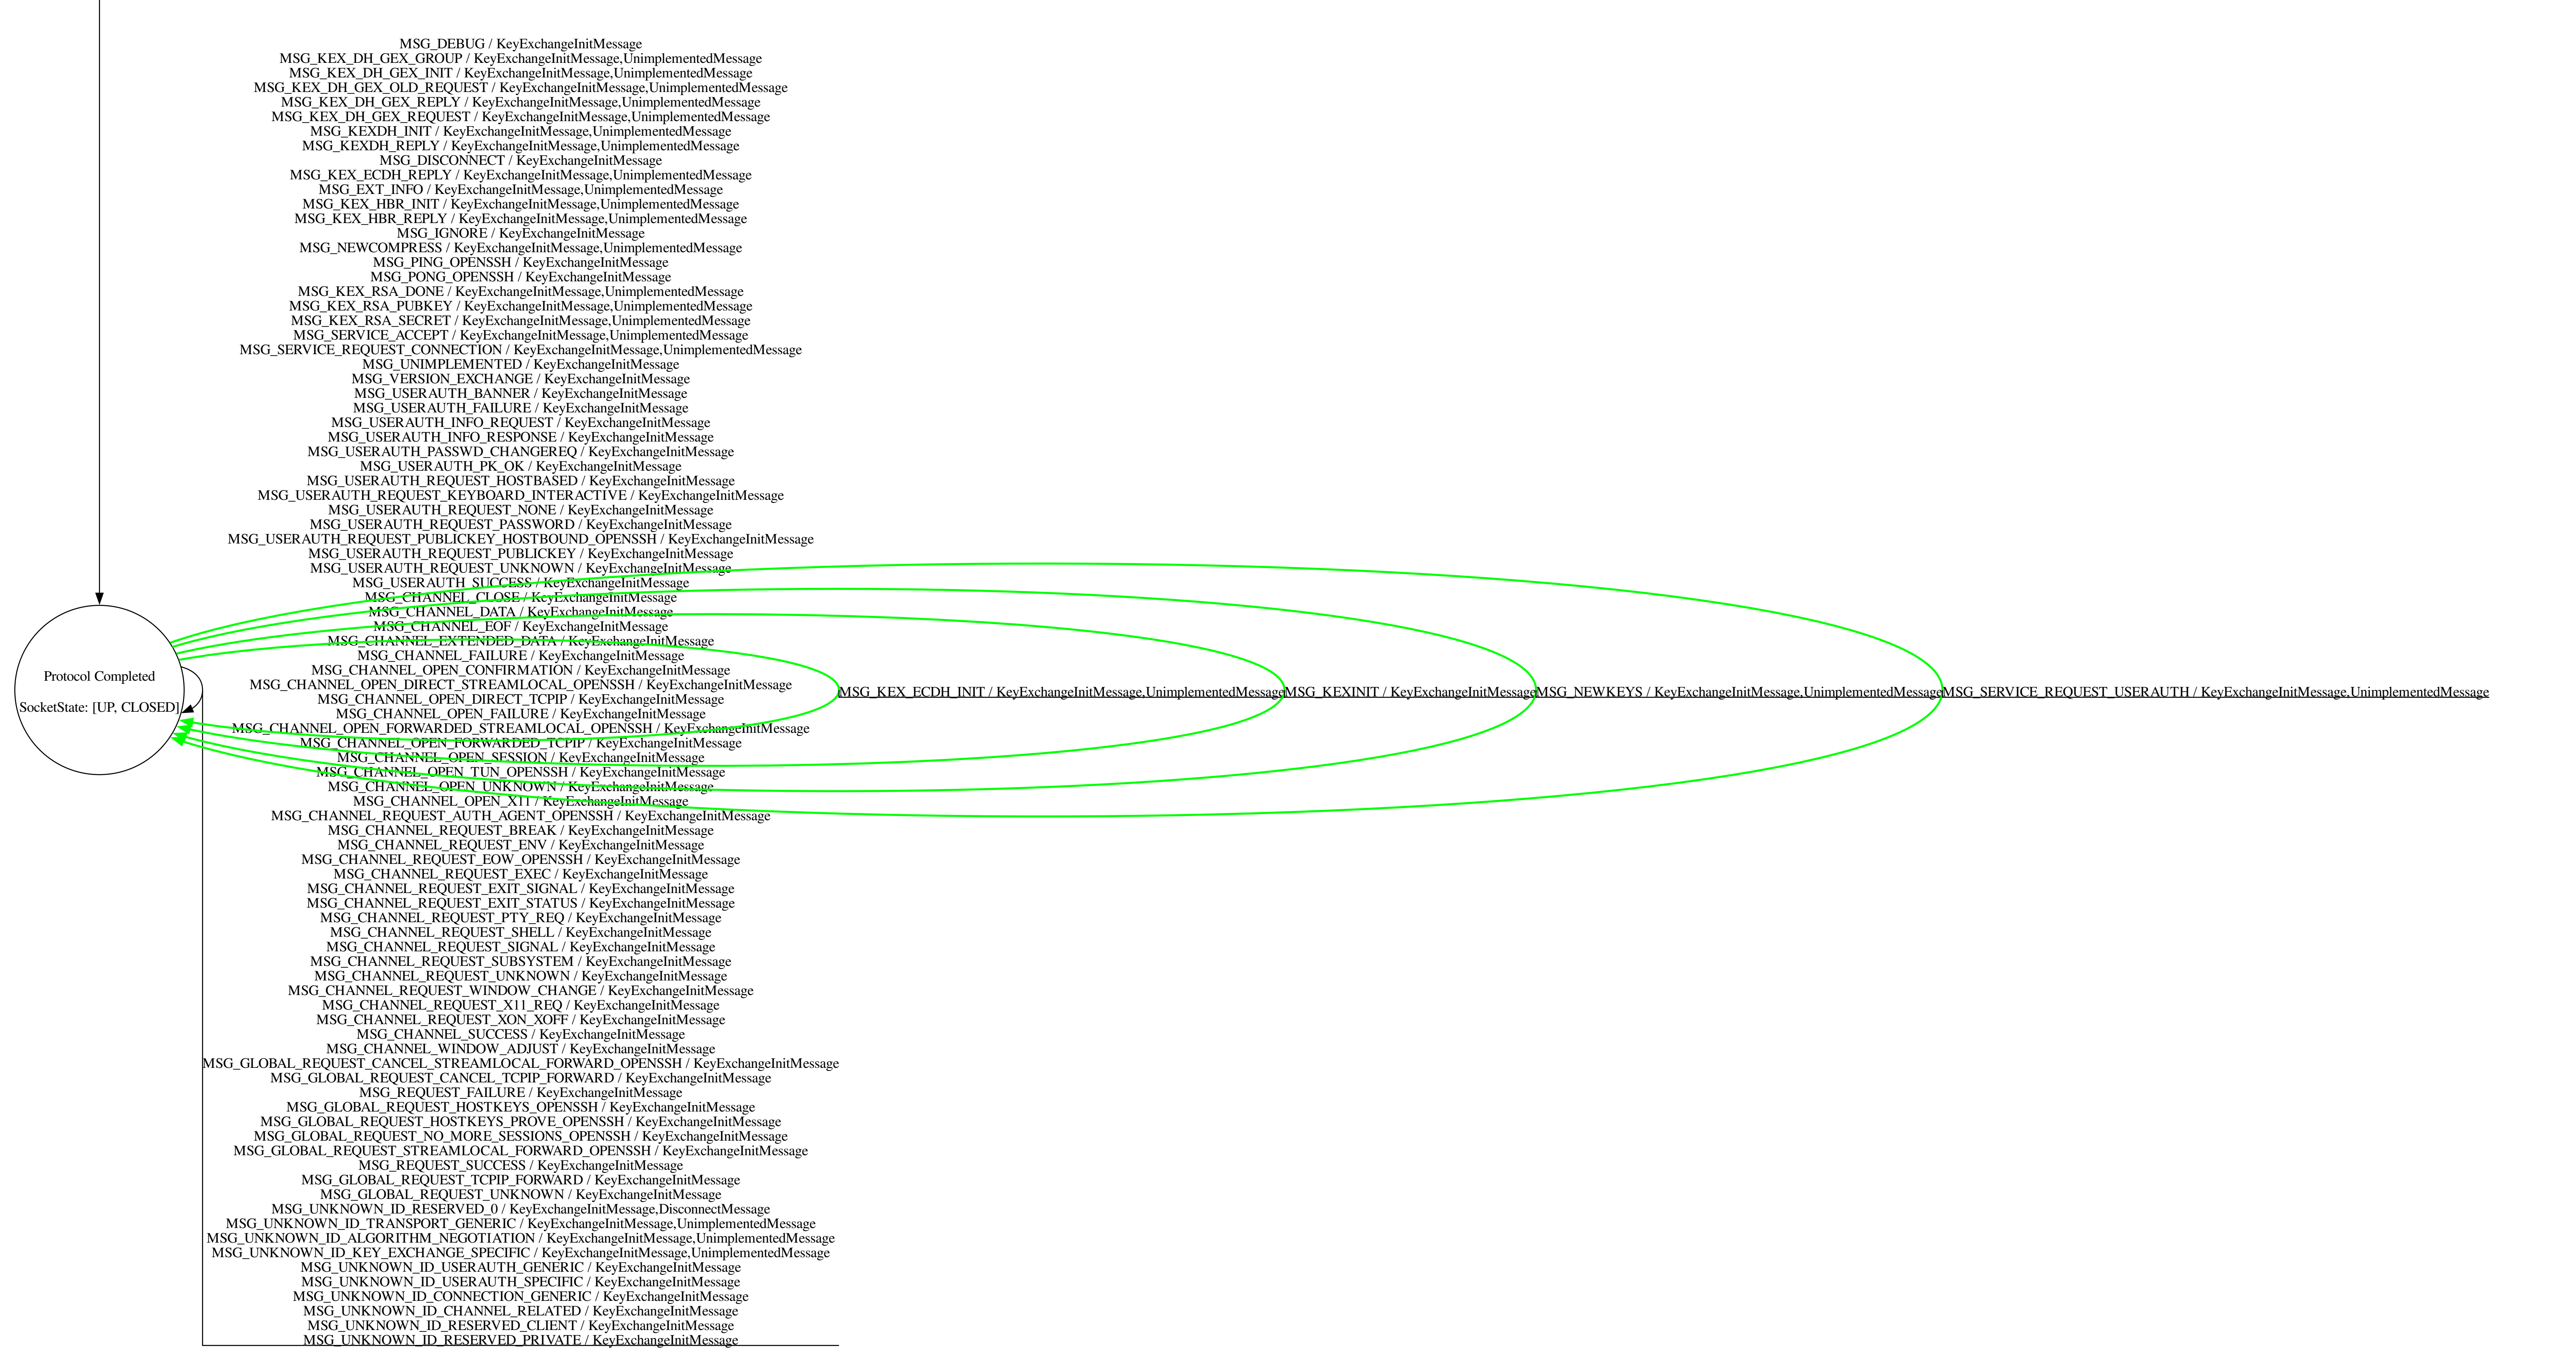 MSG_DEBUG / KeyExchangeInitMessage
MSG_KEX_DH_GEX_GROUP / KeyExchangeInitMessage,UnimplementedMessage
MSG_KEX_DH_GEX_INIT / KeyExchangeInitMessage,UnimplementedMessage
MSG_KEX_DH_GEX_OLD_REQUEST / KeyExchangeInitMessage,UnimplementedMessage
MSG_KEX_DH_GEX_REPLY / KeyExchangeInitMessage,UnimplementedMessage
MSG_KEX_DH_GEX_REQUEST / KeyExchangeInitMessage,UnimplementedMessage
MSG_KEXDH_INIT / KeyExchangeInitMessage,UnimplementedMessage
MSG_KEXDH_REPLY / KeyExchangeInitMessage,UnimplementedMessage
MSG_DISCONNECT / KeyExchangeInitMessage
MSG_KEX_ECDH_REPLY / KeyExchangeInitMessage,UnimplementedMessage
MSG_EXT_INFO / KeyExchangeInitMessage,UnimplementedMessage
MSG_KEX_HBR_INIT / KeyExchangeInitMessage,UnimplementedMessage
MSG_KEX_HBR_REPLY / KeyExchangeInitMessage,UnimplementedMessage
MSG_IGNORE / KeyExchangeInitMessage
MSG_NEWCOMPRESS / KeyExchangeInitMessage,UnimplementedMessage
MSG_PING_OPENSSH / KeyExchangeInitMessage
MSG_PONG_OPENSSH / KeyExchangeInitMessage
MSG_KEX_RSA_DONE / KeyExchangeInitMessage,UnimplementedMessage
MSG_KEX_RSA_PUBKEY / KeyExchangeInitMessage,UnimplementedMessage
MSG_KEX_RSA_SECRET / KeyExchangeInitMessage,UnimplementedMessage
MSG_SERVICE_ACCEPT / KeyExchangeInitMessage,UnimplementedMessage
MSG_SERVICE_REQUEST_CONNECTION / KeyExchangeInitMessage,UnimplementedMessage
MSG_UNIMPLEMENTED / KeyExchangeInitMessage
MSG_VERSION_EXCHANGE / KeyExchangeInitMessage
MSG_USERAUTH_BANNER / KeyExchangeInitMessage
MSG_USERAUTH_FAILURE / KeyExchangeInitMessage
MSG_USERAUTH_INFO_REQUEST / KeyExchangeInitMessage
MSG_USERAUTH_INFO_RESPONSE / KeyExchangeInitMessage
MSG_USERAUTH_PASSWD_CHANGEREQ / KeyExchangeInitMessage
MSG_USERAUTH_PK_OK / KeyExchangeInitMessage
MSG_USERAUTH_REQUEST_HOSTBASED / KeyExchangeInitMessage
MSG_USERAUTH_REQUEST_KEYBOARD_INTERACTIVE / KeyExchangeInitMessage
MSG_USERAUTH_REQUEST_NONE / KeyExchangeInitMessage
MSG_USERAUTH_REQUEST_PASSWORD / KeyExchangeInitMessage
MSG_USERAUTH_REQUEST_PUBLICKEY_HOSTBOUND_OPENSSH / KeyExchangeInitMessage
MSG_USERAUTH_REQUEST_PUBLICKEY / KeyExchangeInitMessage
MSG_USERAUTH_REQUEST_UNKNOWN / KeyExchangeInitMessage
MSG_USERAUTH_SUCCESS / KeyExchangeInitMessage
MSG_CHANNEL_CLOSE / KeyExchangeInitMessage
MSG_CHANNEL_DATA / KeyExchangeInitMessage
MSG_CHANNEL_EOF / KeyExchangeInitMessage
MSG_CHANNEL_EXTENDED_DATA / KeyExchangeInitMessage
MSG_CHANNEL_FAILURE / KeyExchangeInitMessage
MSG_CHANNEL_OPEN_CONFIRMATION / KeyExchangeInitMessage
MSG_CHANNEL_OPEN_DIRECT_STREAMLOCAL_OPENSSH / KeyExchangeInitMessage
MSG_CHANNEL_OPEN_DIRECT_TCPIP / KeyExchangeInitMessage
MSG_CHANNEL_OPEN_FAILURE / KeyExchangeInitMessage
MSG_CHANNEL_OPEN_FORWARDED_STREAMLOCAL_OPENSSH / KeyExchangeInitMessage
MSG_CHANNEL_OPEN_FORWARDED_TCPIP / KeyExchangeInitMessage
MSG_CHANNEL_OPEN_SESSION / KeyExchangeInitMessage
MSG_CHANNEL_OPEN_TUN_OPENSSH / KeyExchangeInitMessage
MSG_CHANNEL_OPEN_UNKNOWN / KeyExchangeInitMessage
MSG_CHANNEL_OPEN_X11 / KeyExchangeInitMessage
MSG_CHANNEL_REQUEST_AUTH_AGENT_OPENSSH / KeyExchangeInitMessage
MSG_CHANNEL_REQUEST_BREAK / KeyExchangeInitMessage
MSG_CHANNEL_REQUEST_ENV / KeyExchangeInitMessage
MSG_CHANNEL_REQUEST_EOW_OPENSSH / KeyExchangeInitMessage
MSG_CHANNEL_REQUEST_EXEC / KeyExchangeInitMessage
MSG_CHANNEL_REQUEST_EXIT_SIGNAL / KeyExchangeInitMessage
MSG_CHANNEL_REQUEST_EXIT_STATUS / KeyExchangeInitMessage
MSG_CHANNEL_REQUEST_PTY_REQ / KeyExchangeInitMessage
MSG_CHANNEL_REQUEST_SHELL / KeyExchangeInitMessage
MSG_CHANNEL_REQUEST_SIGNAL / KeyExchangeInitMessage
MSG_CHANNEL_REQUEST_SUBSYSTEM / KeyExchangeInitMessage
MSG_CHANNEL_REQUEST_UNKNOWN / KeyExchangeInitMessage
MSG_CHANNEL_REQUEST_WINDOW_CHANGE / KeyExchangeInitMessage
MSG_CHANNEL_REQUEST_X11_REQ / KeyExchangeInitMessage
MSG_CHANNEL_REQUEST_XON_XOFF / KeyExchangeInitMessage
MSG_CHANNEL_SUCCESS / KeyExchangeInitMessage
MSG_CHANNEL_WINDOW_ADJUST / KeyExchangeInitMessage
MSG_GLOBAL_REQUEST_CANCEL_STREAMLOCAL_FORWARD_OPENSSH / KeyExchangeInitMessage
MSG_GLOBAL_REQUEST_CANCEL_TCPIP_FORWARD / KeyExchangeInitMessage
MSG_REQUEST_FAILURE / KeyExchangeInitMessage
MSG_GLOBAL_REQUEST_HOSTKEYS_OPENSSH / KeyExchangeInitMessage
MSG_GLOBAL_REQUEST_HOSTKEYS_PROVE_OPENSSH / KeyExchangeInitMessage
MSG_GLOBAL_REQUEST_NO_MORE_SESSIONS_OPENSSH / KeyExchangeInitMessage
MSG_GLOBAL_REQUEST_STREAMLOCAL_FORWARD_OPENSSH / KeyExchangeInitMessage
MSG_REQUEST_SUCCESS / KeyExchangeInitMessage
MSG_GLOBAL_REQUEST_TCPIP_FORWARD / KeyExchangeInitMessage
MSG_GLOBAL_REQUEST_UNKNOWN / KeyExchangeInitMessage
MSG_UNKNOWN_ID_RESERVED_0 / KeyExchangeInitMessage,DisconnectMessage
MSG_UNKNOWN_ID_TRANSPORT_GENERIC / KeyExchangeInitMessage,UnimplementedMessage
MSG_UNKNOWN_ID_ALGORITHM_NEGOTIATION / KeyExchangeInitMessage,UnimplementedMessage
MSG_UNKNOWN_ID_KEY_EXCHANGE_SPECIFIC / KeyExchangeInitMessage,UnimplementedMessage
MSG_UNKNOWN_ID_USERAUTH_GENERIC / KeyExchangeInitMessage
MSG_UNKNOWN_ID_USERAUTH_SPECIFIC / KeyExchangeInitMessage
MSG_UNKNOWN_ID_CONNECTION_GENERIC / KeyExchangeInitMessage
MSG_UNKNOWN_ID_CHANNEL_RELATED / KeyExchangeInitMessage
MSG_UNKNOWN_ID_RESERVED_CLIENT / KeyExchangeInitMessage
MSG_UNKNOWN_ID_RESERVED_PRIVATE / KeyExchangeInitMessage
Protocol Completed
SocketState: [UP, CLOSED]
MSG_KEX_ECDH_INIT / KeyExchangeInitMessage,UnimplementedMessage
MSG_KEXINIT / KeyExchangeInitMessage
MSG_NEWKEYS / KeyExchangeInitMessage,UnimplementedMessage
MSG_SERVICE_REQUEST_USERAUTH / KeyExchangeInitMessage,UnimplementedMessage